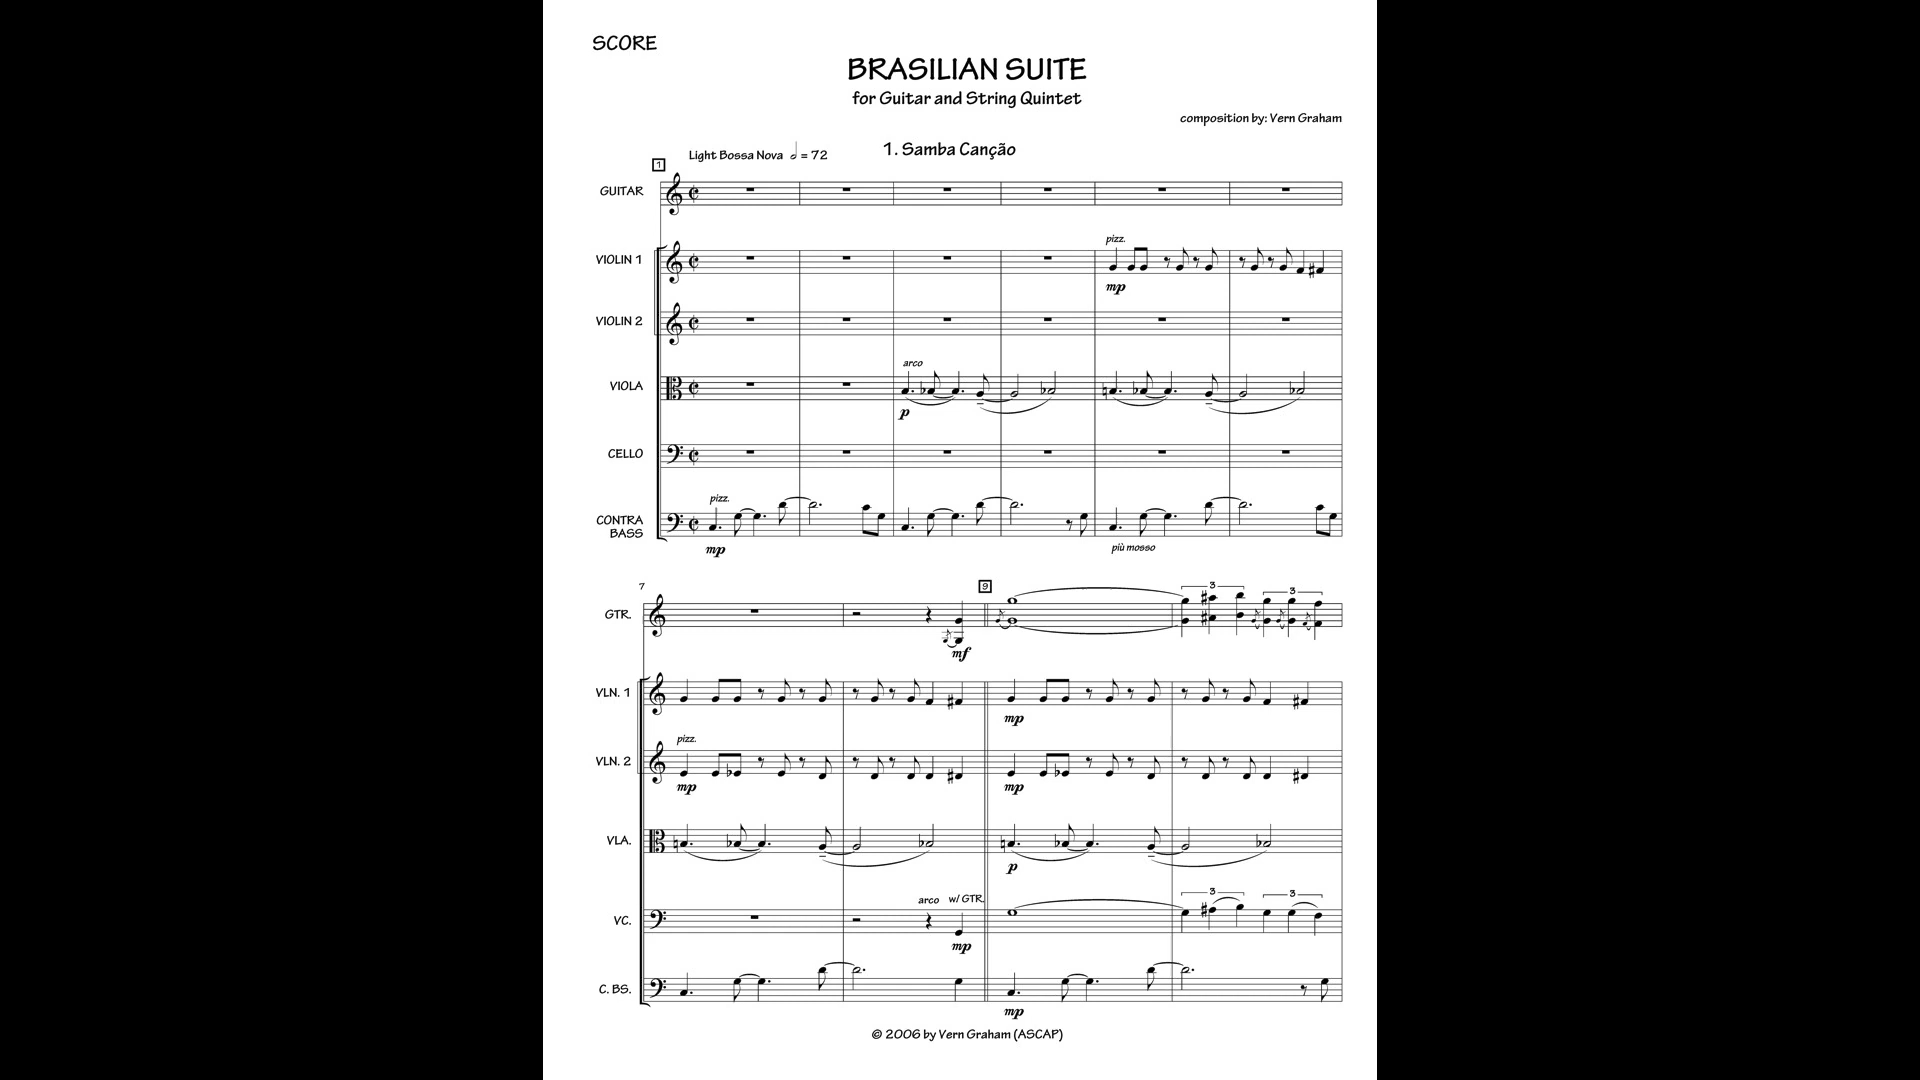 SCORE
BRASILIAN SUITE
for Guitar and String Quintet
composition by: Vern Graham
1. Samba Canção
Light Bossa Nova 𝅗𝅥 = 72
1
GUITAR
pizz.
VIOLIN 1
mp
VIOLIN 2
arco
VIOLA
p
CELLO
pizz.
CONTRA
BASS
mp
più mosso
7
9
3
3
GTR.
mf
VLN. 1
mp
pizz.
VLN. 2
mp
mp
VLA.
p
3
3
arco
w/ GTR.
VC.
mp
C. BS.
mp
© 2006 by Vern Graham (ASCAP)